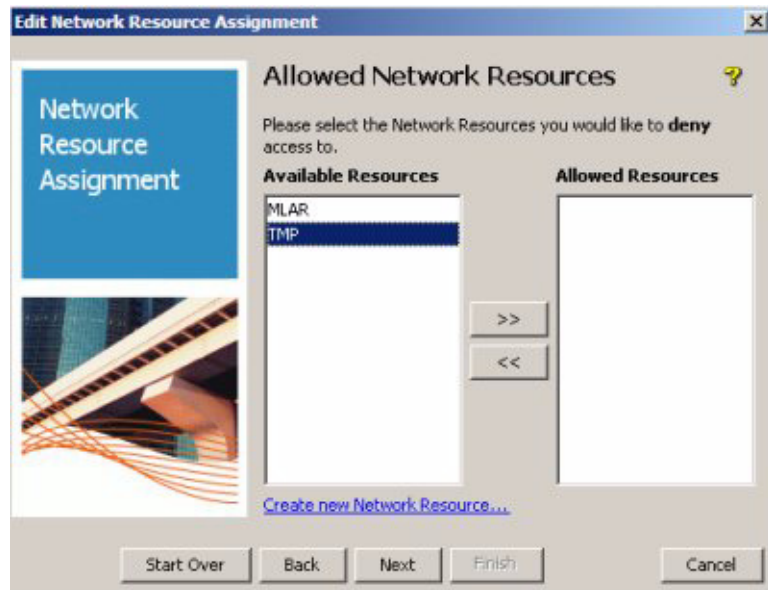 Edit Network Resource Assignment
Network
Resource
Assignment
Allowed Network Resources
?
Please select the Network Resources you would like to deny
access to.
Available Resources
Allowed Resources
MLAR
TMP
>>
<<
Create new Network Resource...
Start Over
Back
Next
Finish
Cancel